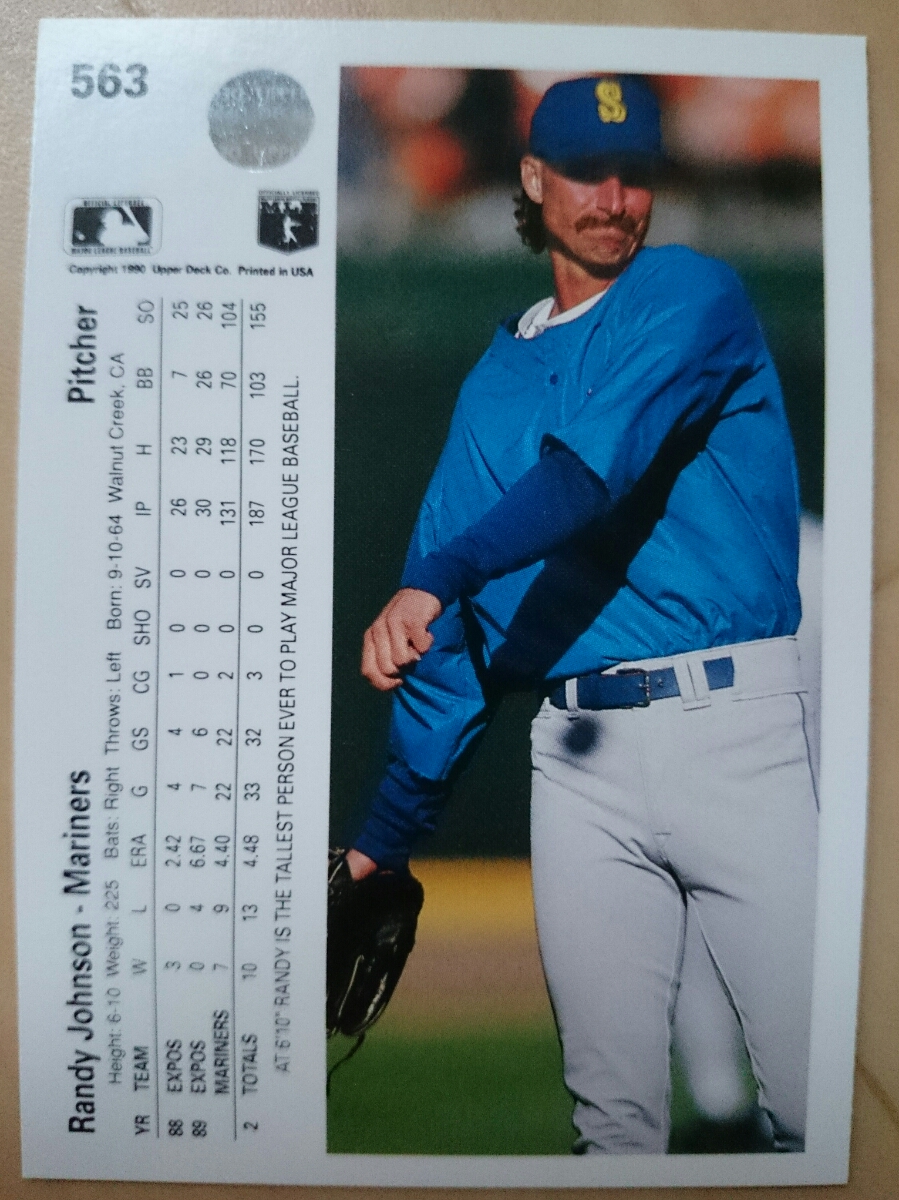 563
OFFICIAL LICENSEE
MAJOR LEAGUE BASEBALL
Copyright 1990 Upper Deck Co. Printed in USA
Randy Johnson - Mariners Pitcher
Height: 6-10 Weight: 225 Bats: Right Throws: Left Born: 9-10-64 Walnut Creek, CA
YR TEAM W L ERA G GS CG SHO SV IP H BB SO
88 EXPOS 3 0 2.42 4 4 1 0 0 26 23 7 25
89 EXPOS 0 4 6.67 7 6 0 0 0 30 29 26 26
MARINERS 7 9 4.40 22 22 2 0 0 131 118 70 104
2 TOTALS 10 13 4.48 33 32 3 0 0 187 170 103 155
AT 6'10" RANDY IS THE TALLEST PERSON EVER TO PLAY MAJOR LEAGUE BASEBALL.
S